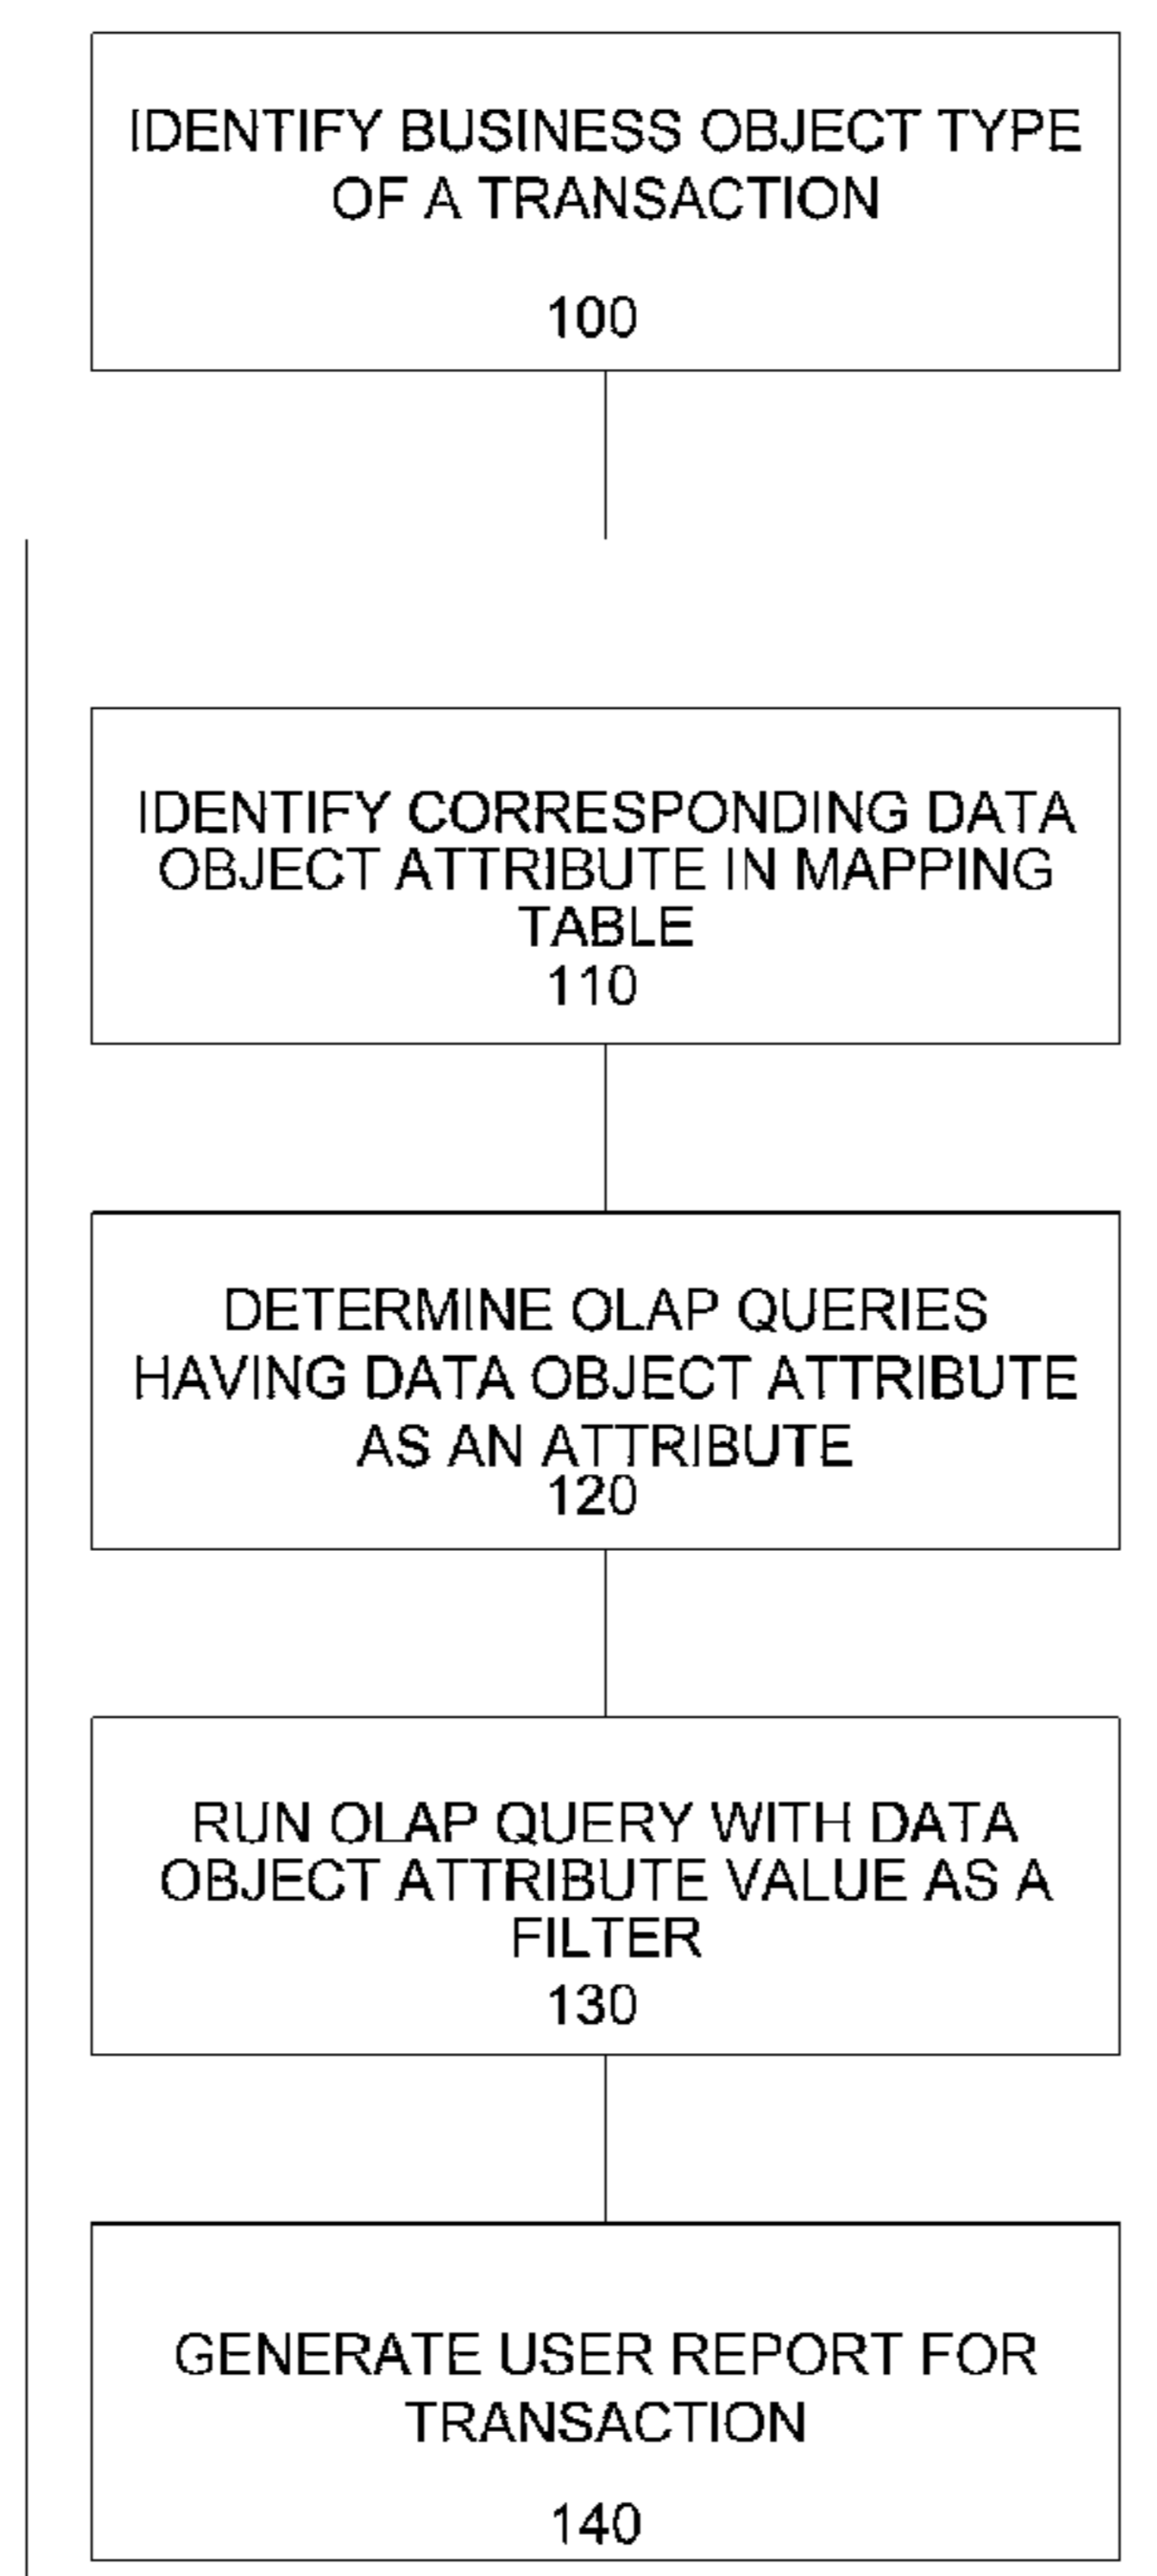 IDENTIFY BUSINESS OBJECT TYPE
OF A TRANSACTION
100
IDENTIFY CORRESPONDING DATA
OBJECT ATTRIBUTE IN MAPPING
TABLE
110
DETERMINE OLAP QUERIES
HAVING DATA OBJECT ATTRIBUTE
AS AN ATTRIBUTE
120
RUN OLAP QUERY WITH DATA
OBJECT ATTRIBUTE VALUE AS A
FILTER
130
GENERATE USER REPORT FOR
TRANSACTION
140